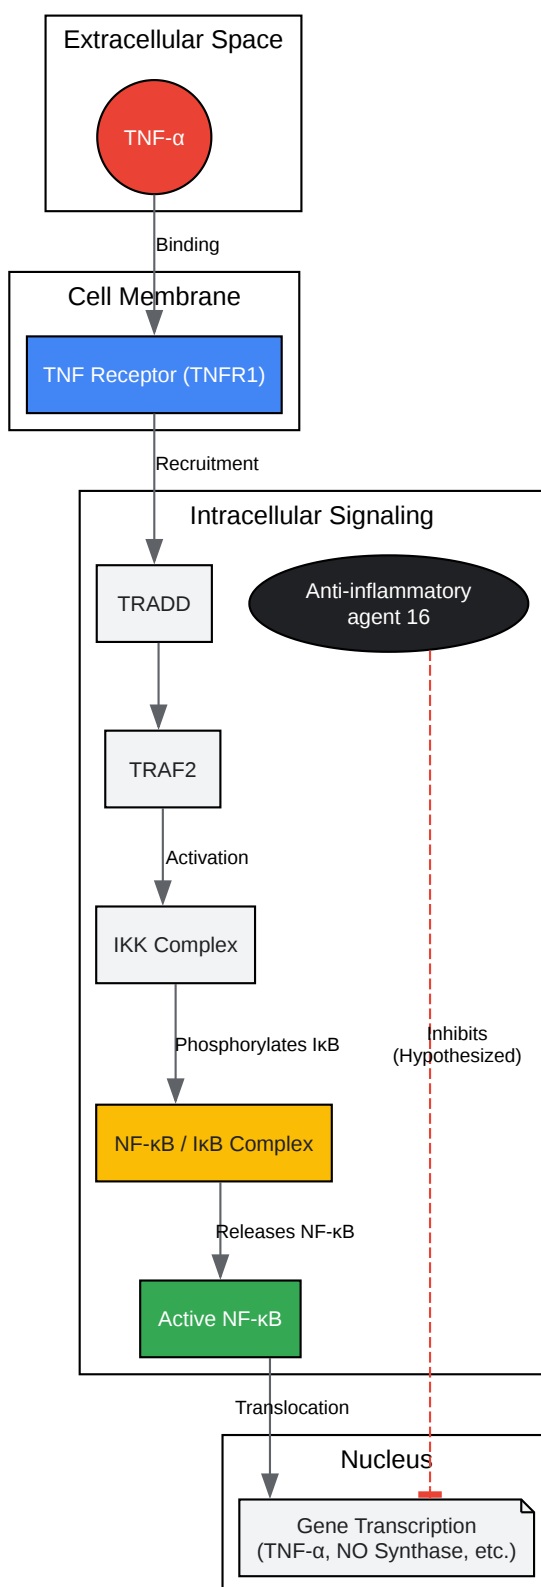 Extracellular Space
TNF-α
Binding
Cell Membrane
TNF Receptor (TNFR1)
Recruitment
Intracellular Signaling
TRADD
Anti-inflammatory
agent 16
TRAF2
Activation
IKK Complex
Phosphorylates IκB
Inhibits
(Hypothesized)
NF-κB / IκB Complex
Releases NF-κB
Active NF-κB
Translocation
Nucleus
Gene Transcription
(TNF-α, NO Synthase, etc.)